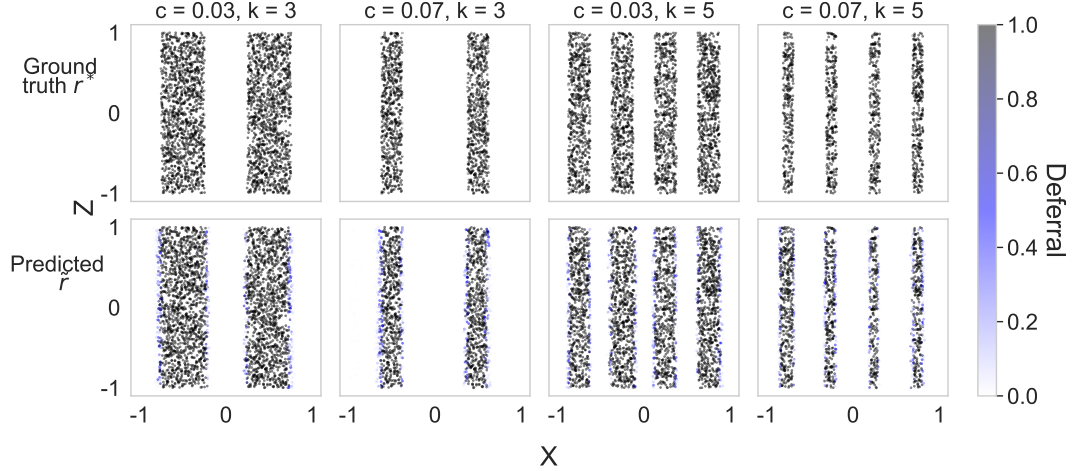 c = 0.03, k = 3
c = 0.07, k = 3
c = 0.03, k = 5
c = 0.07, k = 5
Ground
truth r*
1
0
-1
Z
Predicted
r̃
1
0
-1
-1 0 1
-1 0 1
-1 0 1
-1 0 1
X
1.0
0.8
0.6
0.4
0.2
0.0
Deferral